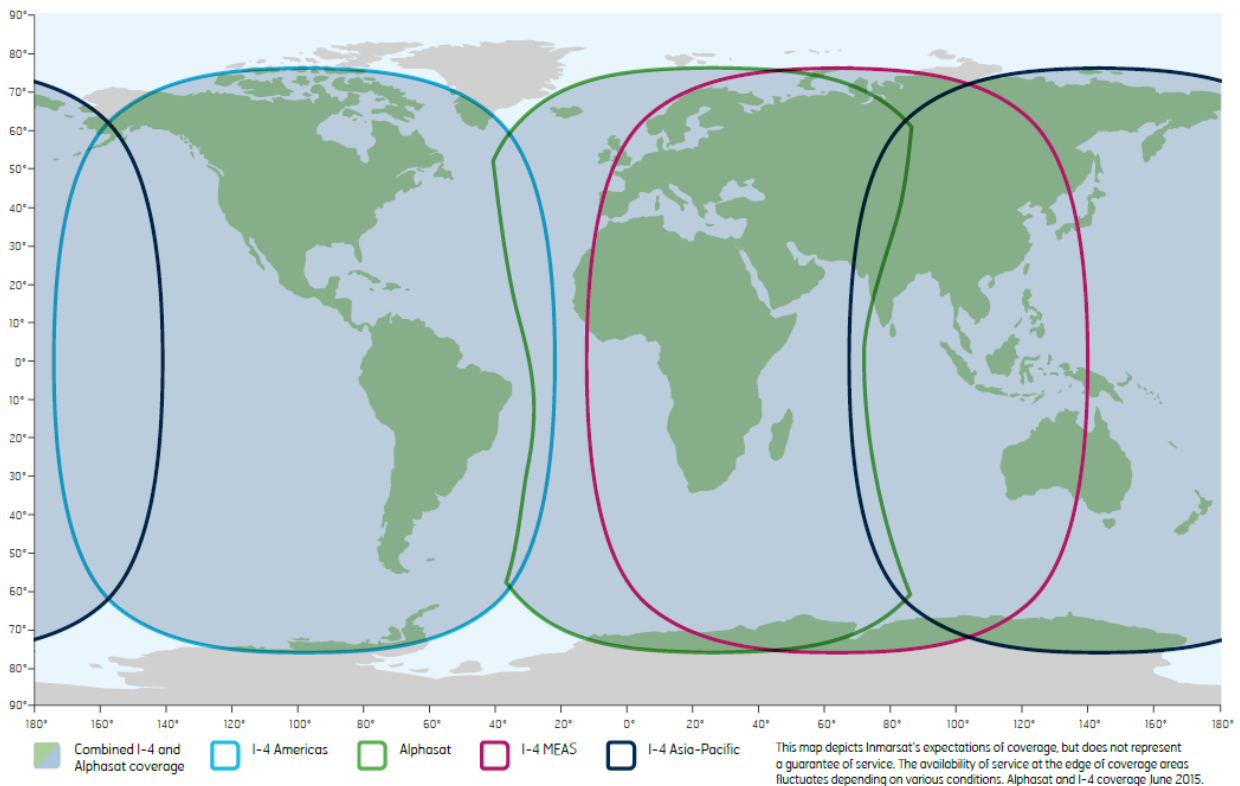 90°
80°
70°
60°
50°
40°
30°
20°
10°
0°
10°
20°
30°
40°
50°
60°
70°
80°
90°
180° 160° 140° 120° 100° 80° 60° 40° 20° 0° 20° 40° 60° 80° 100° 120° 140° 160° 180°
Combined I-4 and
Alphasat coverage
I-4 Americas
Alphasat
I-4 MEAS
I-4 Asia-Pacific
This map depicts Inmarsat's expectations of coverage, but does not represent
a guarantee of service. The availability of service at the edge of coverage areas
fluctuates depending on various conditions. Alphasat and I-4 coverage June 2015.